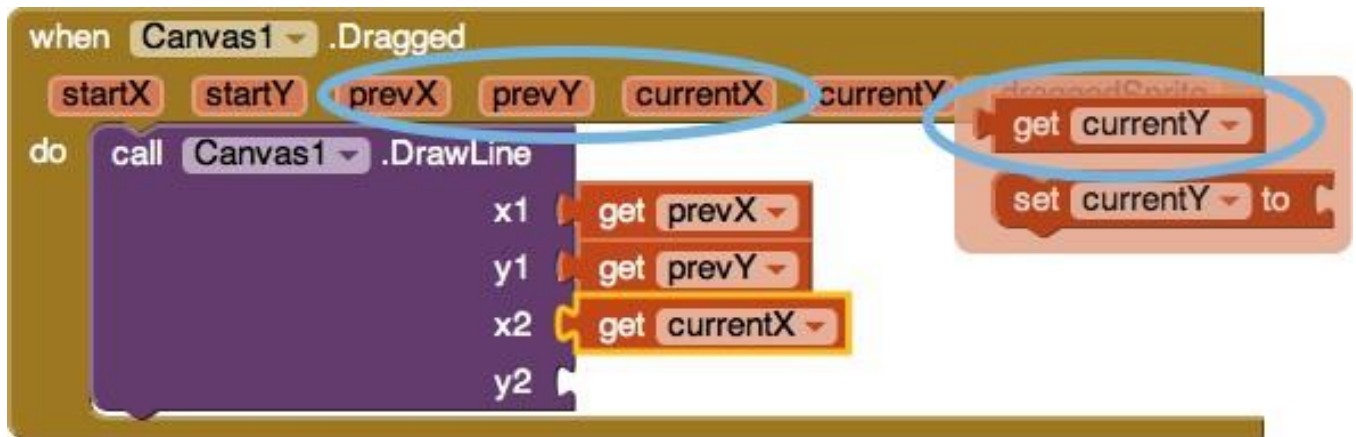 when Canvas1 .Dragged
startX startY prevX prevY currentX currentY draggedSprite
get currentY
do call Canvas1 .DrawLine
set currentY to
x1 get prevX
y1 get prevY
x2 get currentX
y2